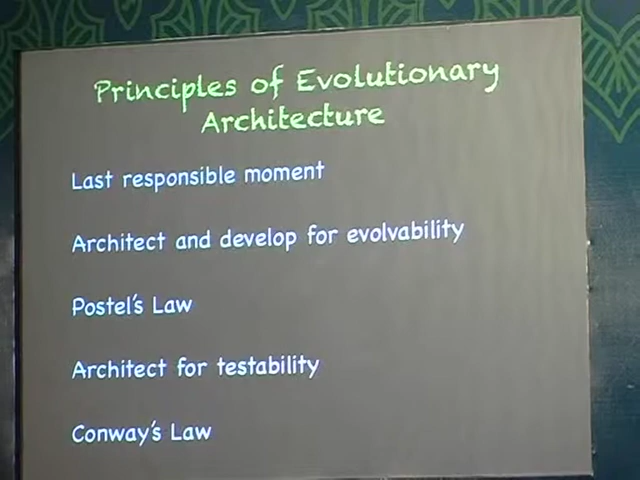 Principles of Evolutionary
Architecture
Last responsible moment
Architect and develop for evolvability
Postel's Law
Architect for testability
Conway's Law